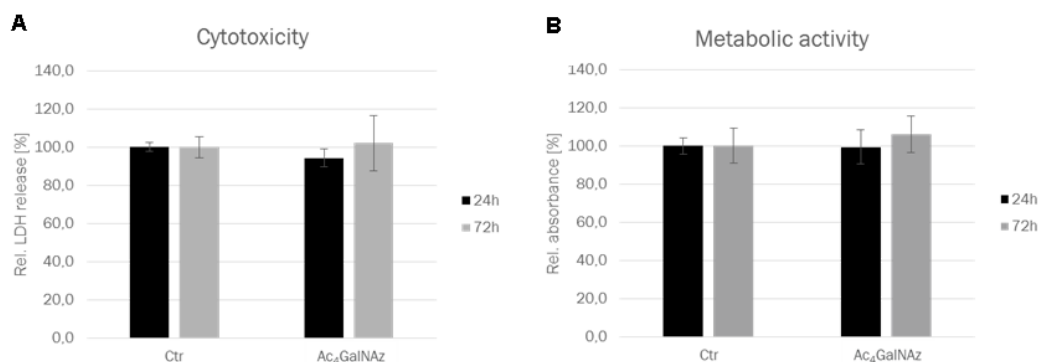 A
Cytotoxicity
Rel. LDH release [%]
140,0
120,0
100,0
80,0
60,0
40,0
20,0
0,0
Ctr
Ac₄GalNAz
24h
72h
B
Metabolic activity
Rel. absorbance [%]
140,0
120,0
100,0
80,0
60,0
40,0
20,0
0,0
Ctr
Ac₄GalNAz
24h
72h